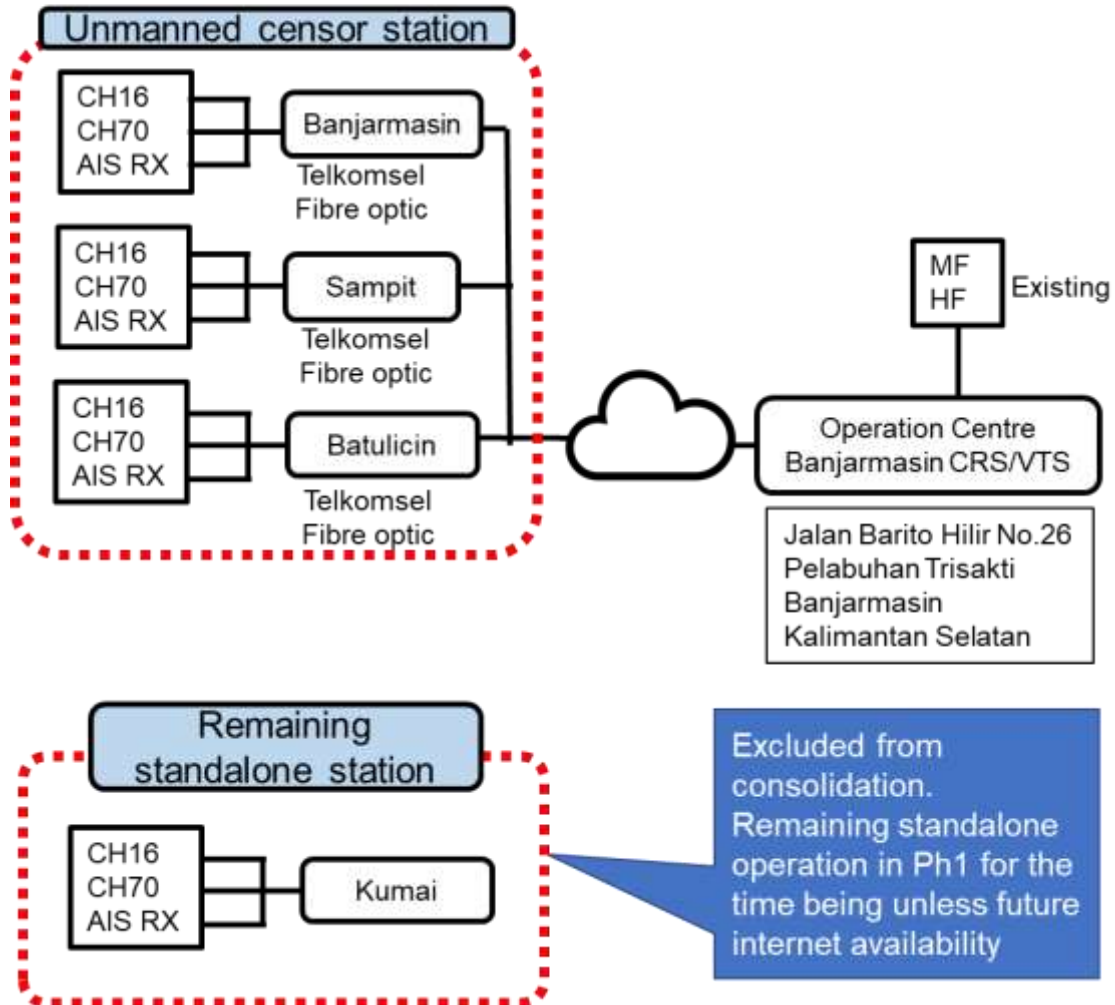 Unmanned censor station
CH16
CH70
AIS RX
Banjarmasin
Telkomsel
Fibre optic
CH16
CH70
AIS RX
Sampit
Telkomsel
Fibre optic
CH16
CH70
AIS RX
Batulicin
Telkomsel
Fibre optic
MF
HF
Existing
Operation Centre
Banjarmasin CRS/VTS
Jalan Barito Hilir No.26
Pelabuhan Trisakti
Banjarmasin
Kalimantan Selatan
Remaining
standalone station
CH16
CH70
AIS RX
Kumai
Excluded from
consolidation.
Remaining standalone
operation in Ph1 for the
time being unless future
internet availability